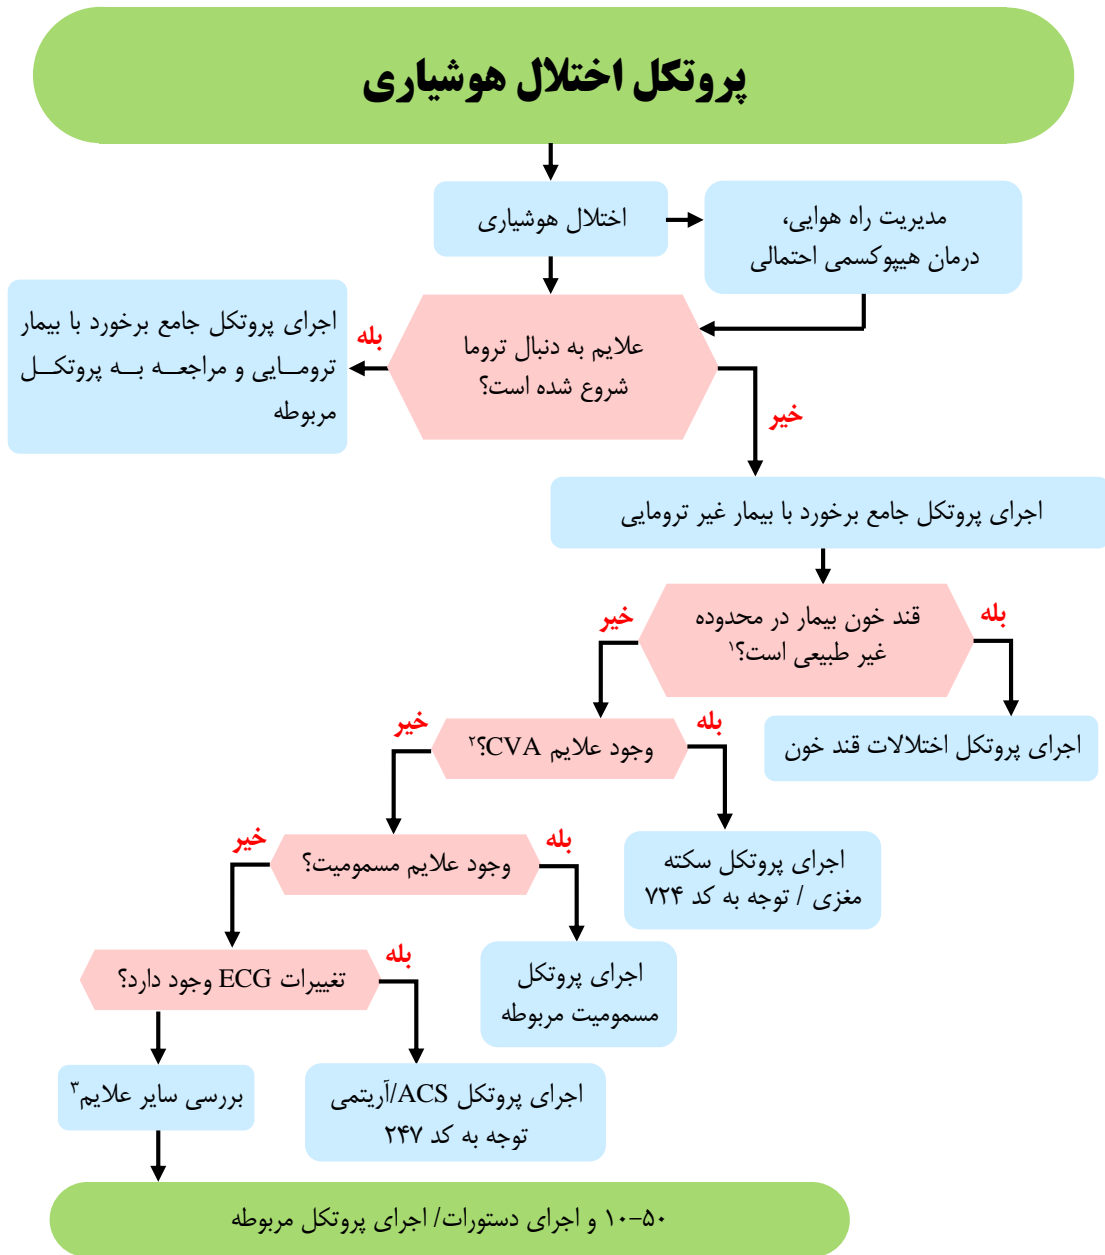 پروتکل اختلال هوشیاری
اختلال هوشیاری
مدیریت راه هوایی،
درمان هیپوکسمی احتمالی
علایم به دنبال تروما
شروع شده است؟
بله
اجرای پروتکل جامع برخورد با بیمار
ترومــایی و مراجعــه بــه پروتکــل
مربوطه
خیر
اجرای پروتکل جامع برخورد با بیمار غیر ترومایی
قند خون بیمار در محدوده
غیر طبیعی است؟۱
بله
اجرای پروتکل اختلالات قند خون
خیر
وجود علایم CVA؟۲
بله
اجرای پروتکل سکته
مغزی / توجه به کد ۷۲۴
خیر
وجود علایم مسمومیت؟
بله
اجرای پروتکل
مسمومیت مربوطه
خیر
تغییرات ECG وجود دارد؟
بله
اجرای پروتکل ACS/آریتمی
توجه به کد ۲۴۷
بررسی سایر علایم۳
۱۰-۵۰ و اجرای دستورات/ اجرای پروتکل مربوطه